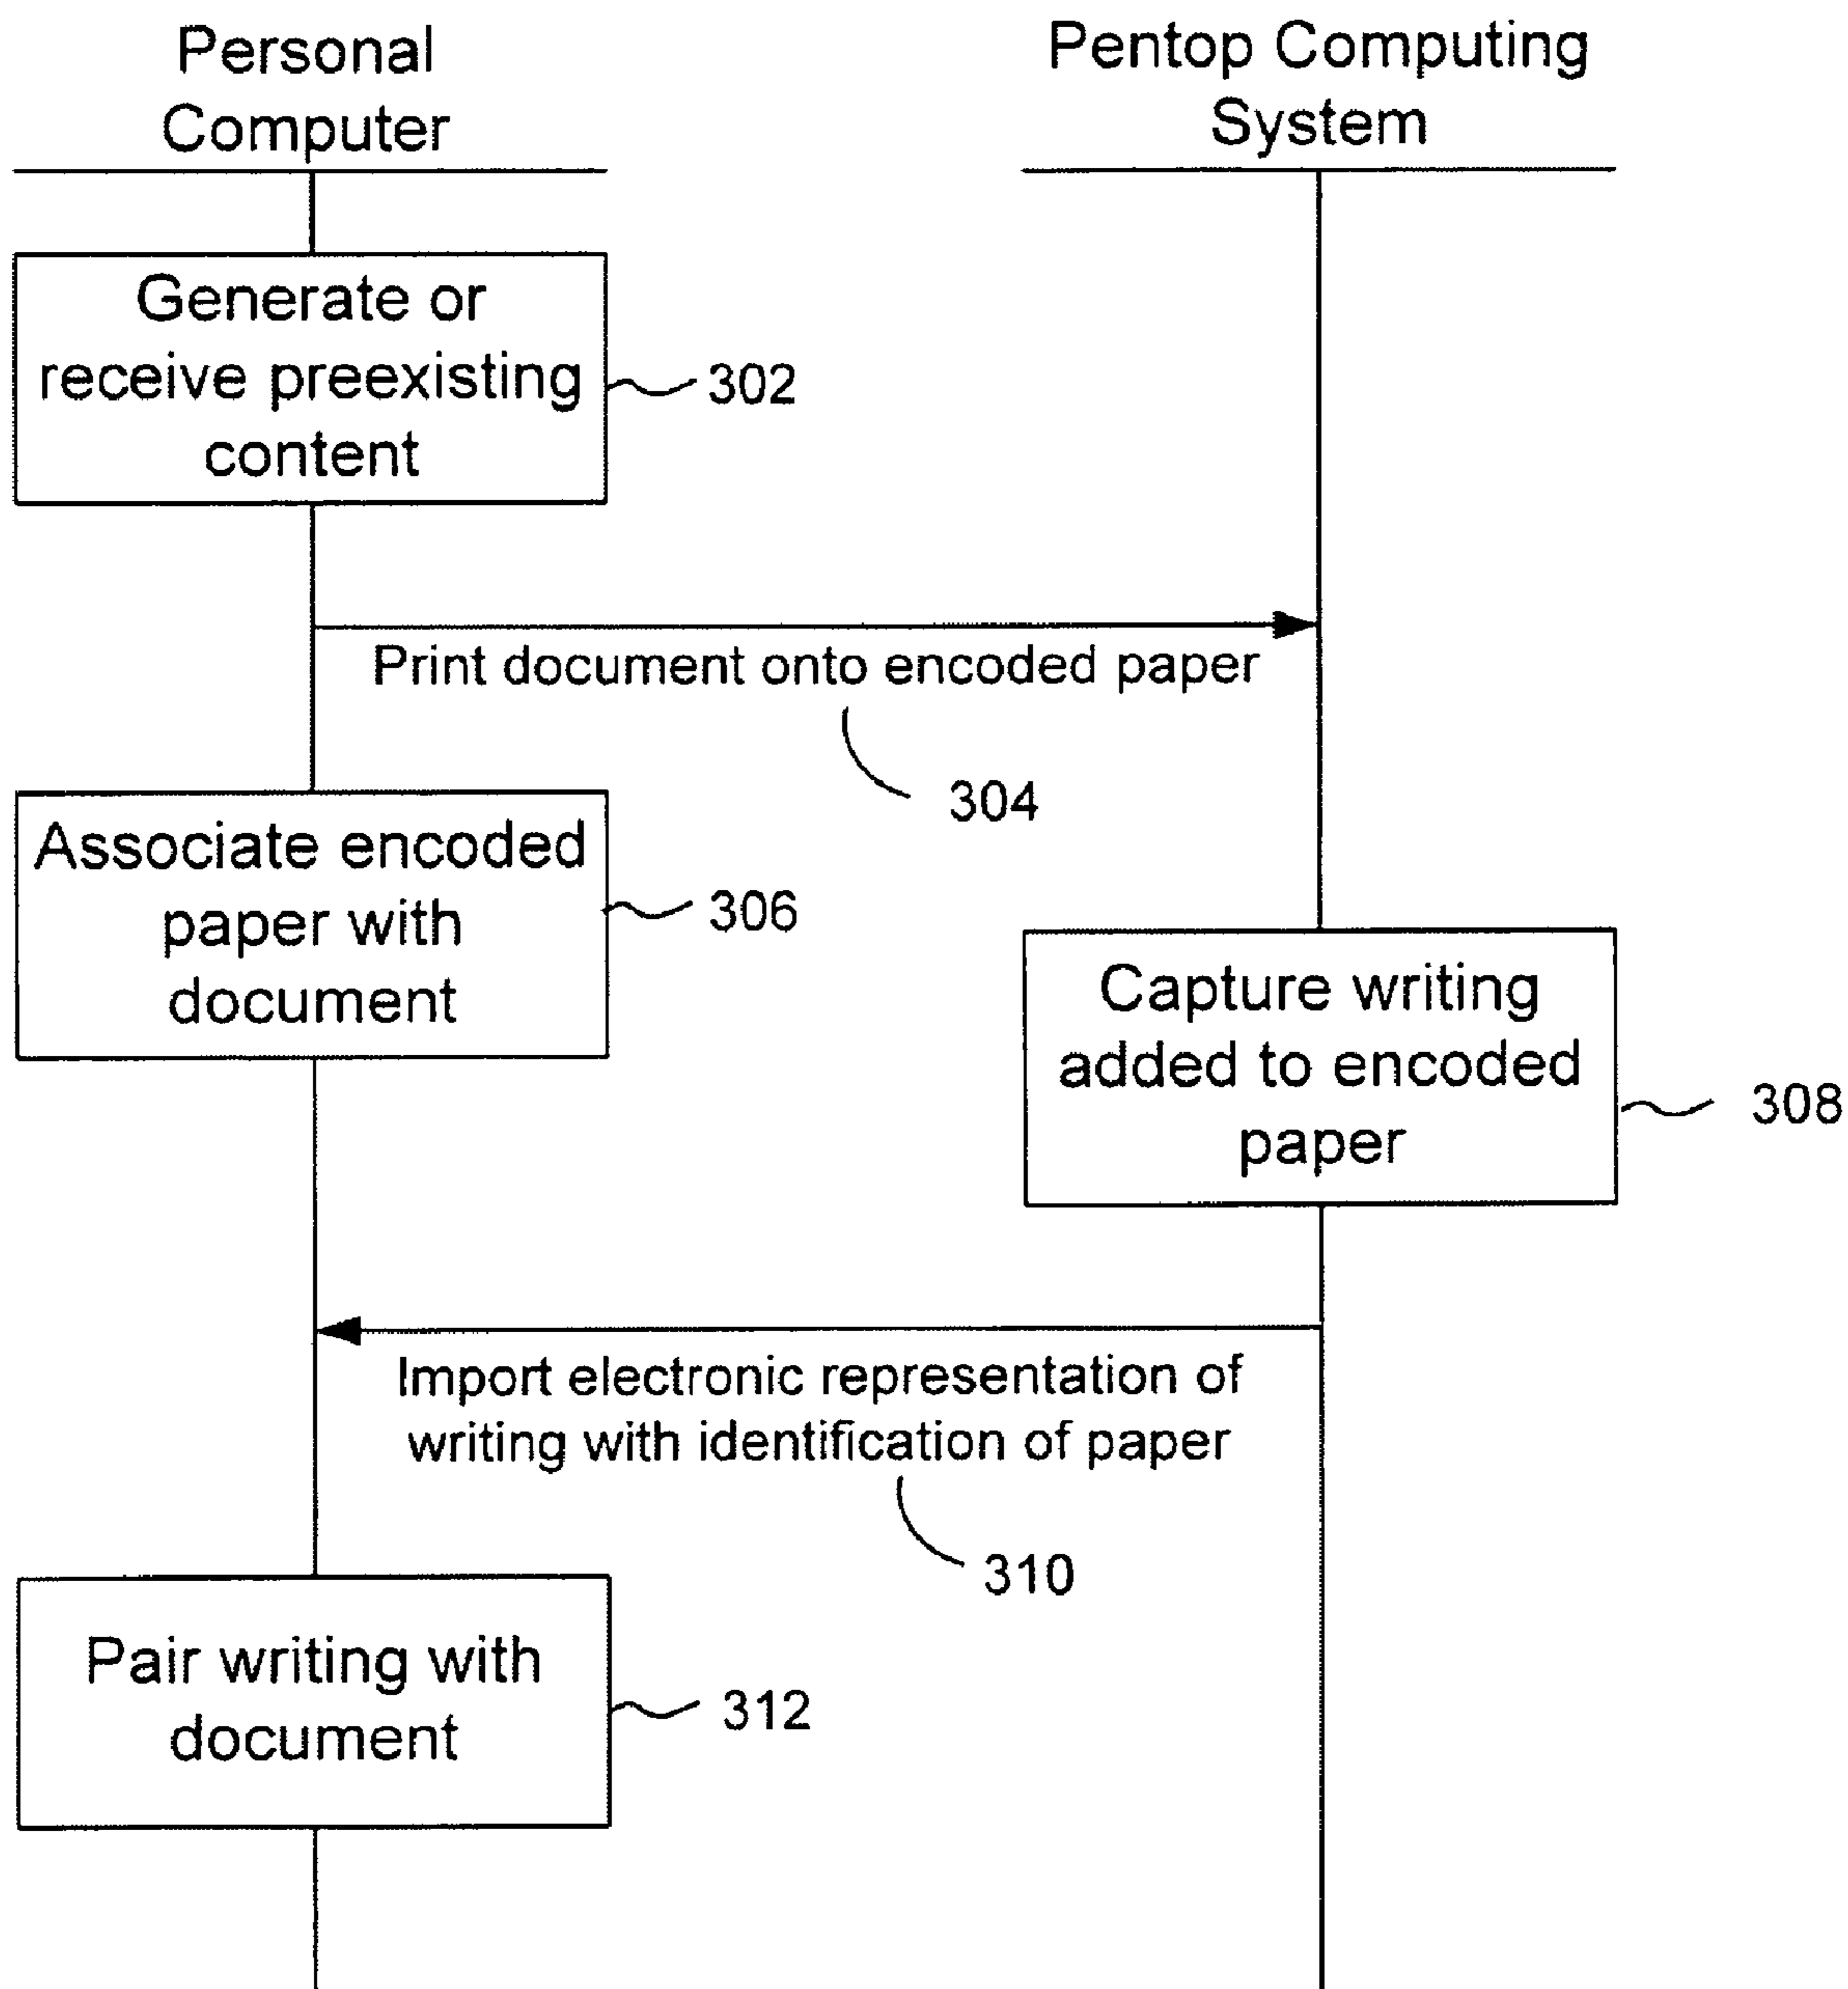 Personal
Computer
Pentop Computing
System
Generate or
receive preexisting
content
302
Print document onto encoded paper
304
Associate encoded
paper with
document
306
Capture writing
added to encoded
paper
308
Import electronic representation of
writing with identification of paper
310
Pair writing with
document
312